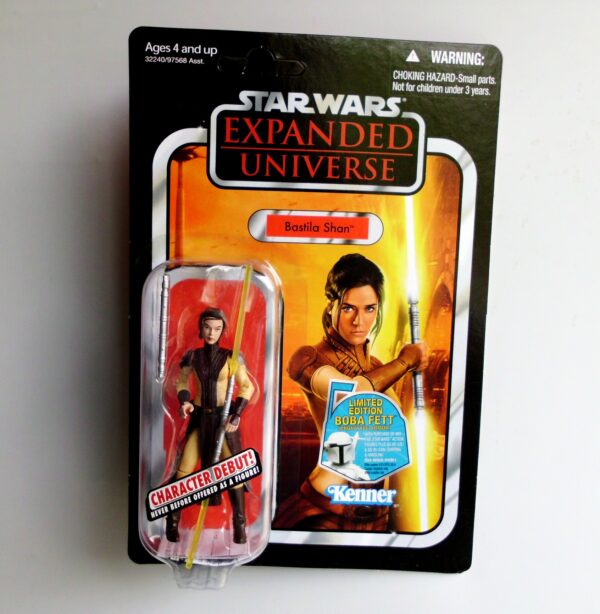 Ages 4 and up
32240/97568 Asst.
WARNING:
CHOKING HAZARD-Small parts.
Not for children under 3 years.
STAR WARS
EXPANDED
UNIVERSE
Bastila Shan™
LIMITED
EDITION
BOBA FETT
CHARACTER DEBUT!
NEVER BEFORE OFFERED AS A FIGURE!
Kenner